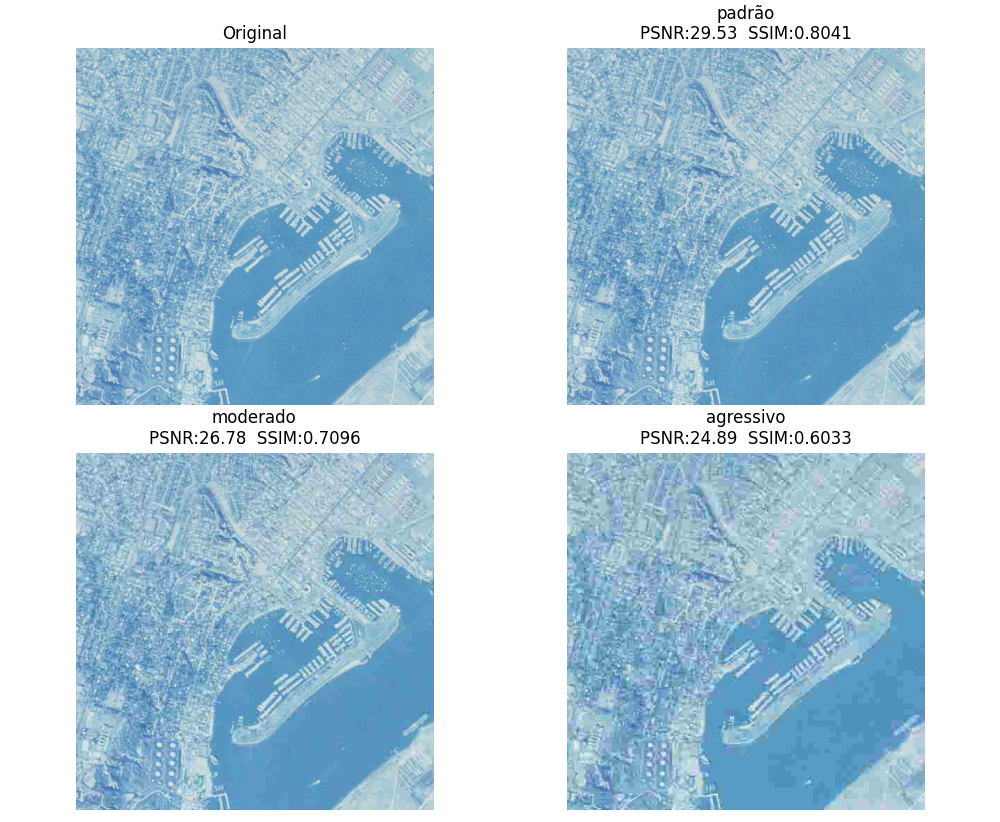 Original
padrão
PSNR:29.53  SSIM:0.8041
moderado
PSNR:26.78  SSIM:0.7096
agressivo
PSNR:24.89  SSIM:0.6033